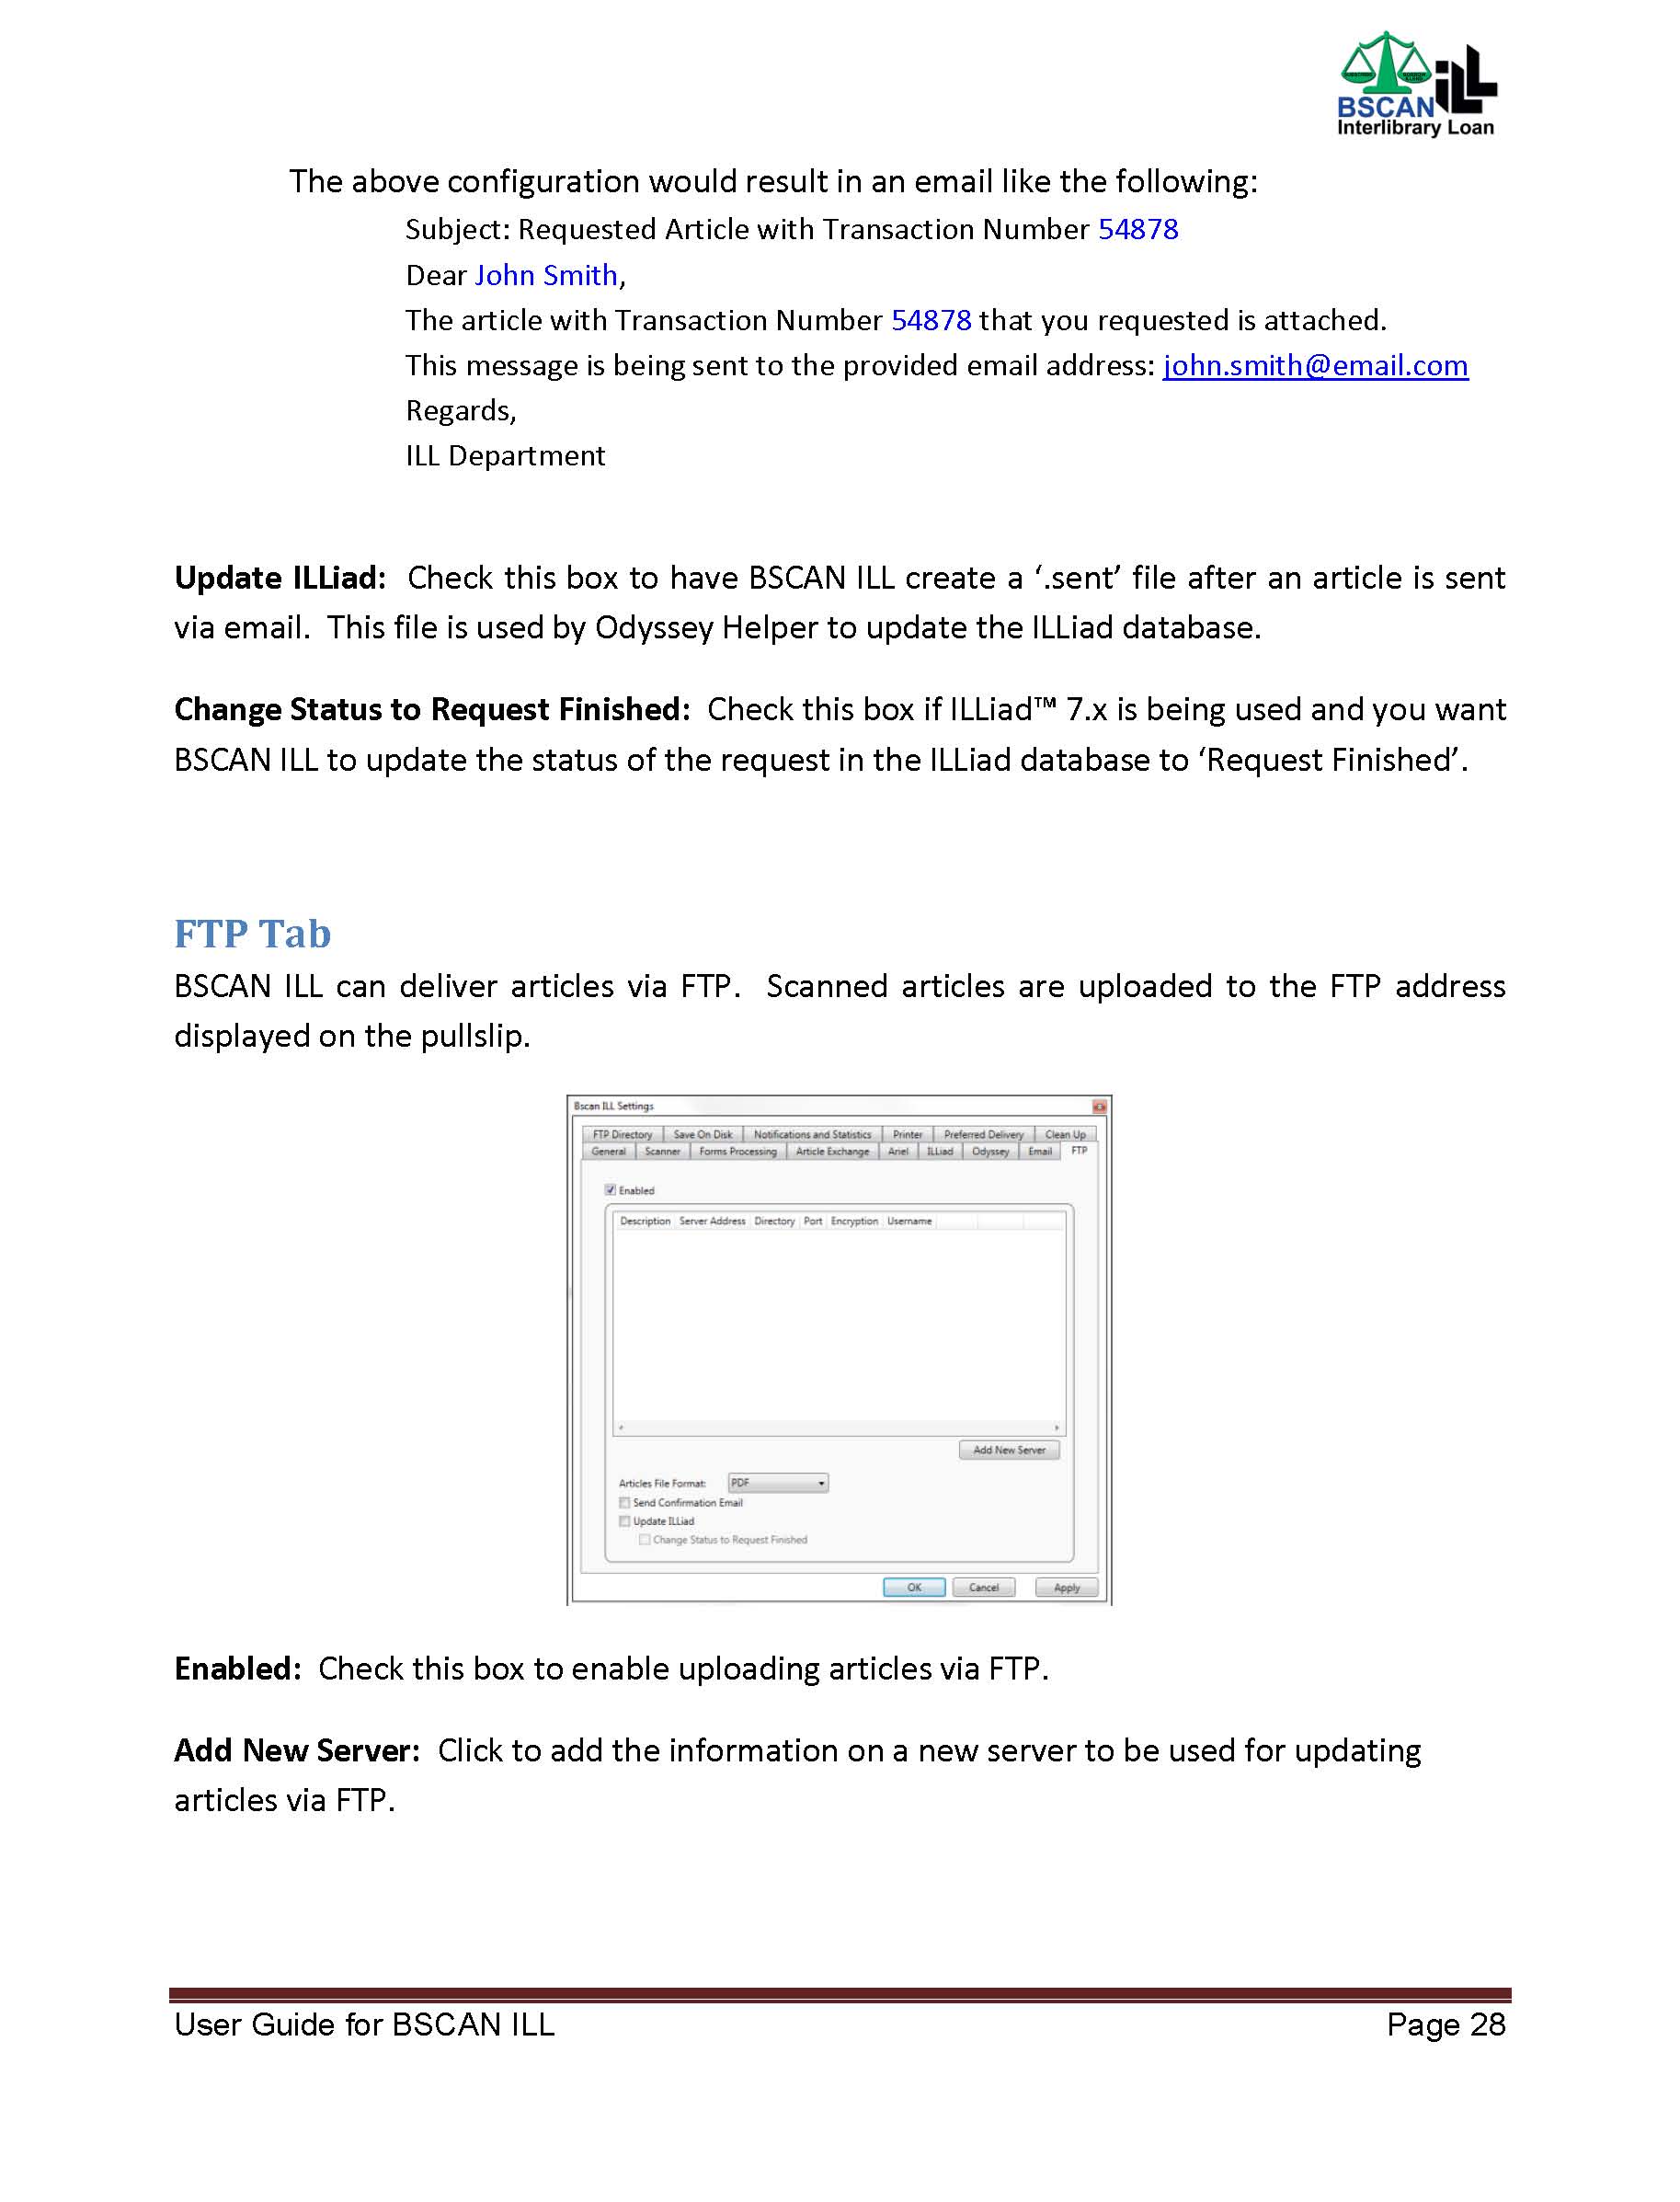 BSCAN ILL
Interlibrary Loan
The above configuration would result in an email like the following:
Subject: Requested Article with Transaction Number 54878
Dear John Smith,
The article with Transaction Number 54878 that you requested is attached.
This message is being sent to the provided email address: john.smith@email.com
Regards,
ILL Department
Update ILLiad:  Check this box to have BSCAN ILL create a ‘.sent’ file after an article is sent
via email.  This file is used by Odyssey Helper to update the ILLiad database.
Change Status to Request Finished:  Check this box if ILLiad™ 7.x is being used and you want
BSCAN ILL to update the status of the request in the ILLiad database to ‘Request Finished’.
FTP Tab
BSCAN ILL can deliver articles via FTP.  Scanned articles are uploaded to the FTP address
displayed on the pullslip.
Bscan ILL Settings
FTP Directory Save On Disk Notifications and Statistics Printer Preferred Delivery Clean Up
General Scanner Forms Processing Article Exchange Ariel ILLiad Odyssey Email FTP
Enabled
Description Server Address Directory Port Encryption Username
Add New Server
Articles File Format: PDF
Send Confirmation Email
Update ILLiad
Change Status to Request Finished
OK Cancel Apply
Enabled:  Check this box to enable uploading articles via FTP.
Add New Server:  Click to add the information on a new server to be used for updating
articles via FTP.
User Guide for BSCAN ILL Page 28